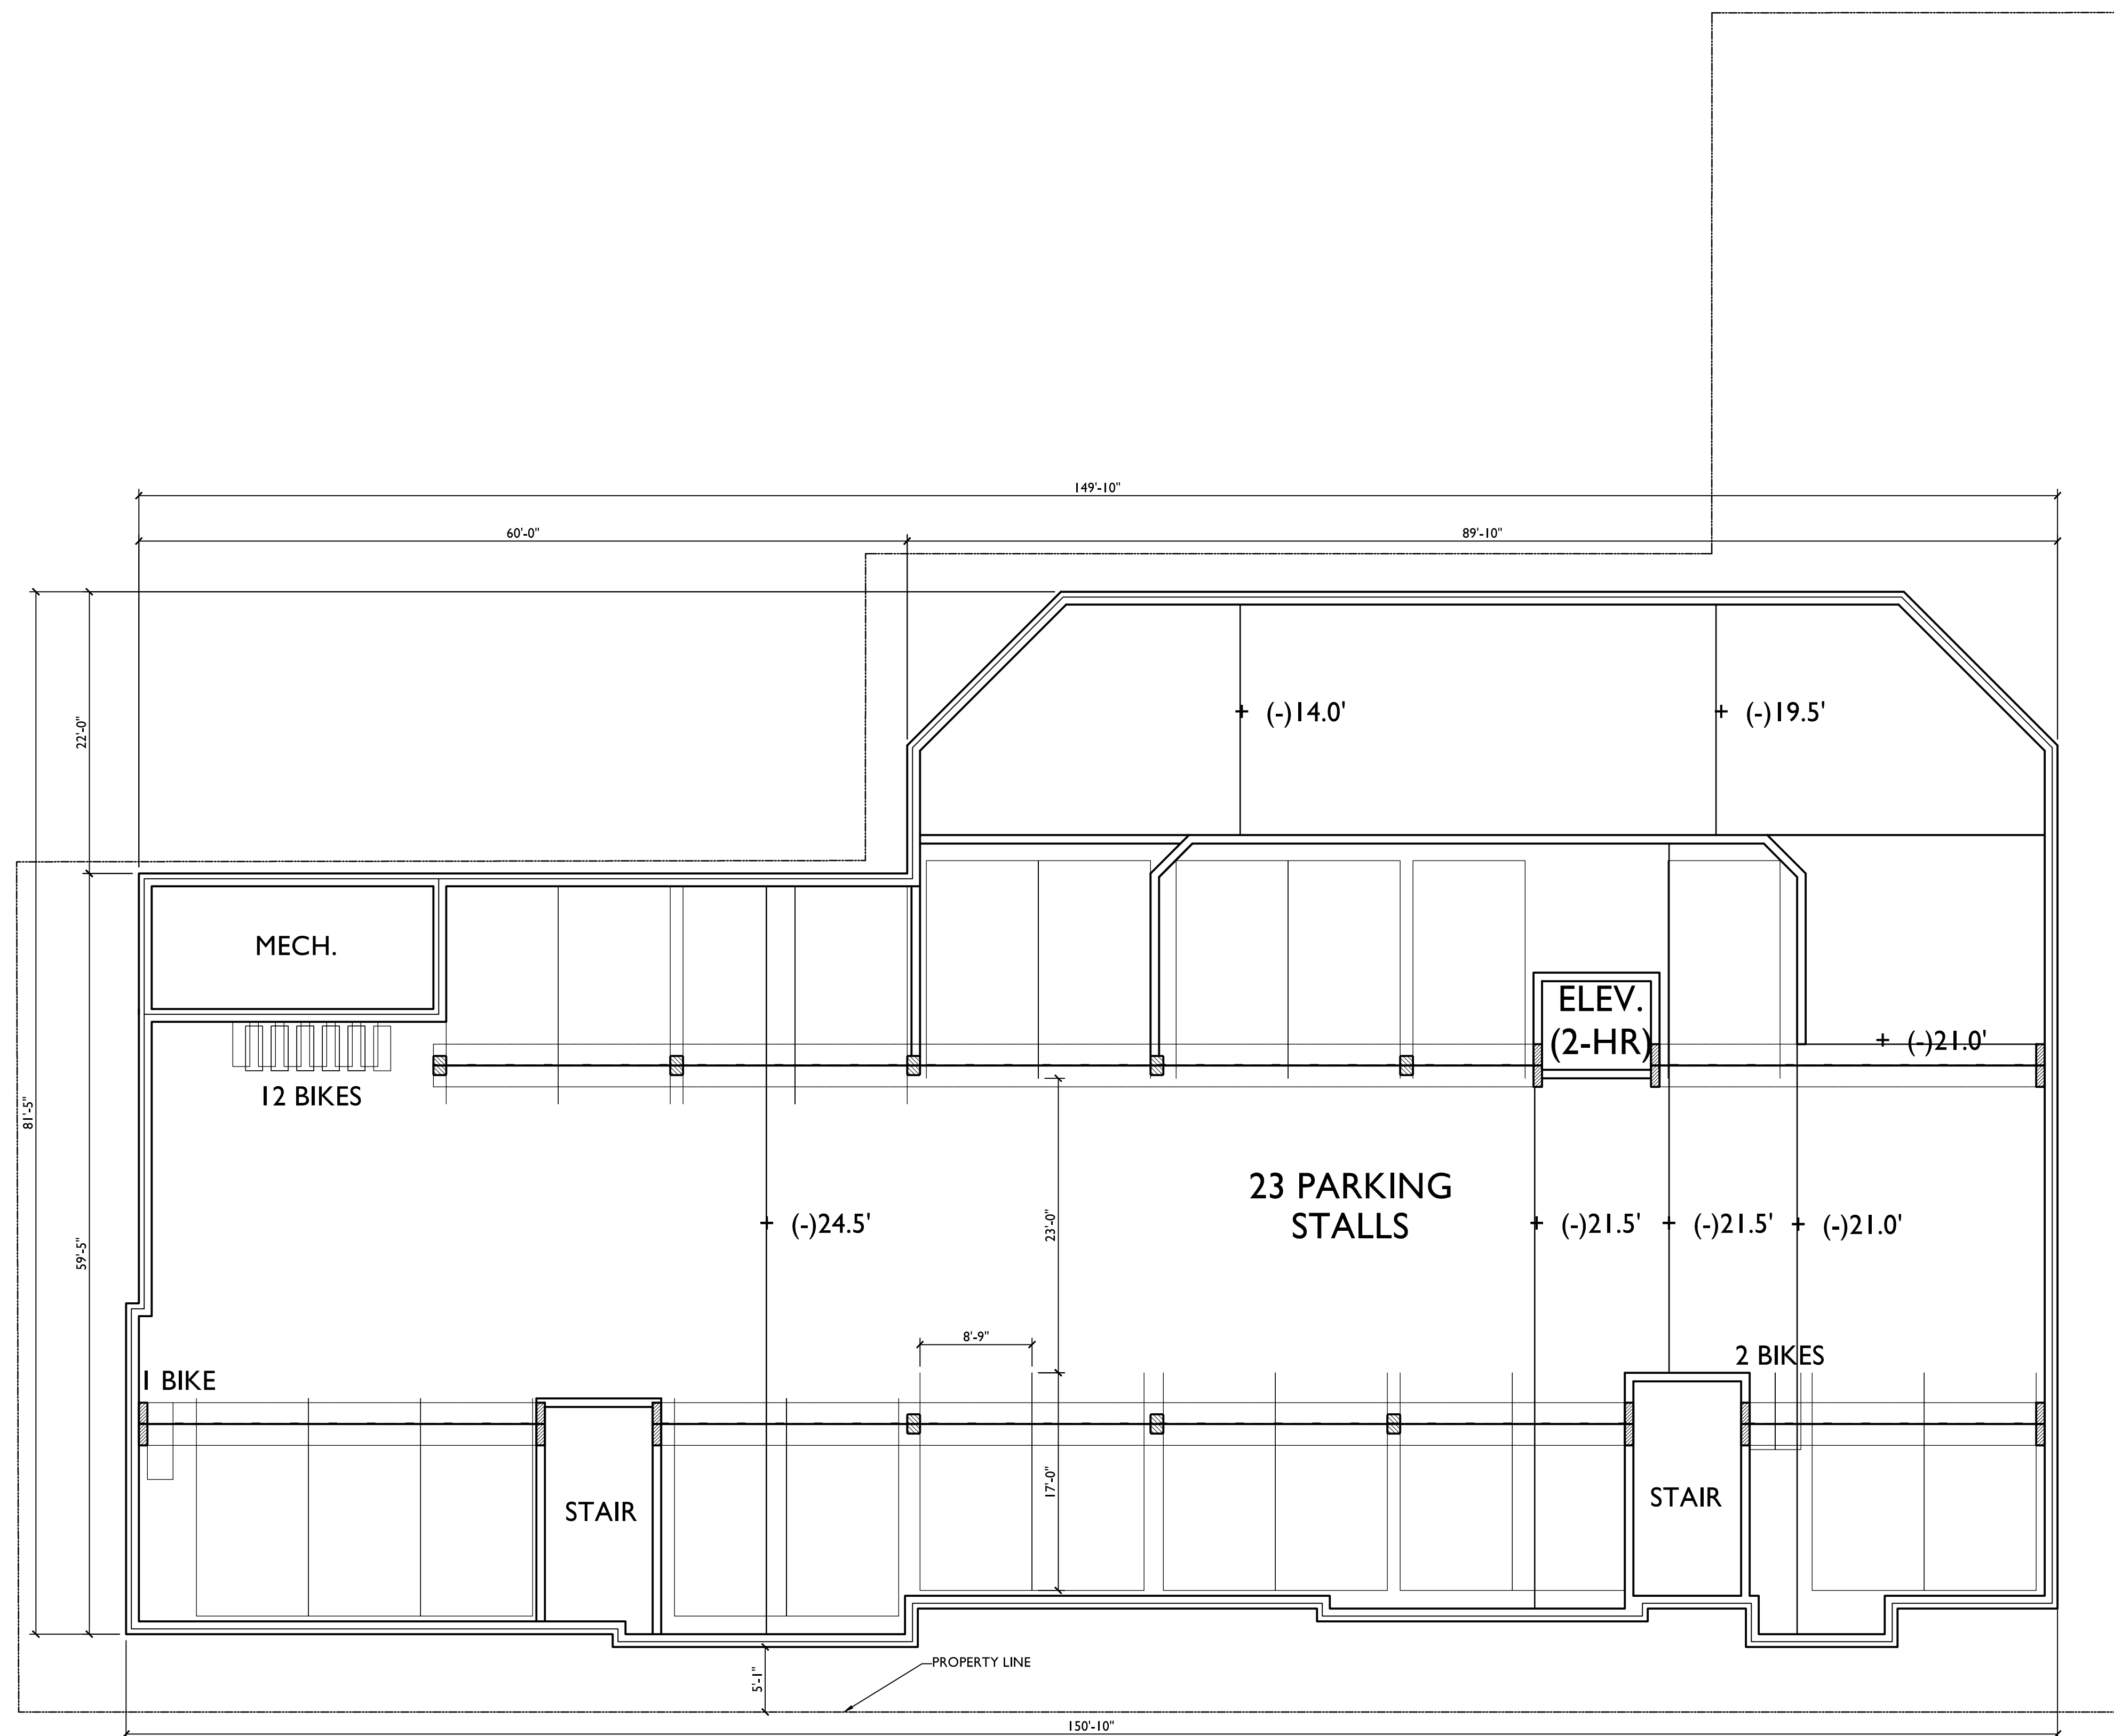 149'-10"
60'-0"
89'-10"
22'-0"
(-)14.0'
(-)19.5'
MECH.
ELEV.
(2-HR)
(-)21.0'
12 BIKES
81'-5"
59'-5"
23 PARKING
STALLS
23'-0"
(-)24.5'
(-)21.5'
(-)21.5'
(-)21.0'
8'-9"
2 BIKES
1 BIKE
17'-0"
STAIR
STAIR
5'-1"
PROPERTY LINE
150'-10"